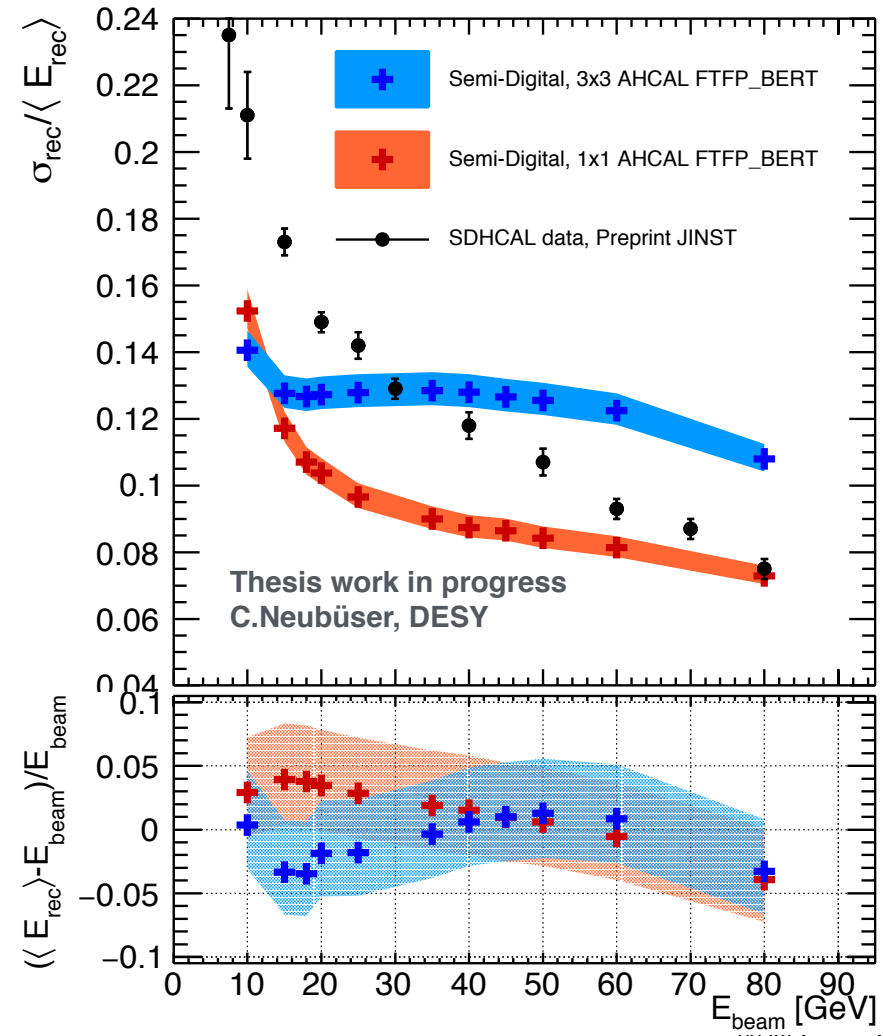 σrec/⟨ Erec⟩
0.24
0.22
0.2
0.18
0.16
0.14
0.12
0.1
0.08
0.06
0.04
Semi-Digital, 3x3 AHCAL FTFP_BERT
Semi-Digital, 1x1 AHCAL FTFP_BERT
SDHCAL data, Preprint JINST
Thesis work in progress
C.Neubüser, DESY
(⟨ Erec⟩-Ebeam)/Ebeam
0.1
0.05
0
−0.05
−0.1
0 10 20 30 40 50 60 70 80 90
Ebeam [GeV]